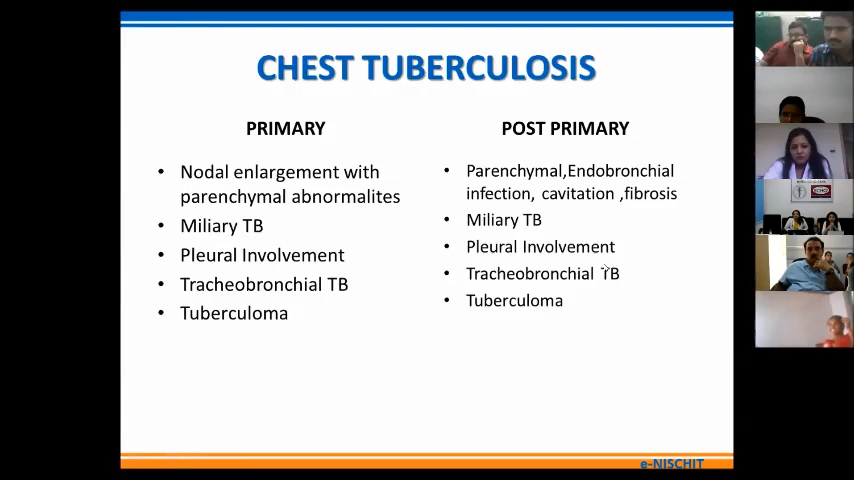 CHEST TUBERCULOSIS
PRIMARY
• Nodal enlargement with
parenchymal abnormalites
• Miliary TB
• Pleural Involvement
• Tracheobronchial TB
• Tuberculoma
POST PRIMARY
• Parenchymal,Endobronchial
infection, cavitation ,fibrosis
• Miliary TB
• Pleural Involvement
• Tracheobronchial TB
• Tuberculoma
e-NISCHIT